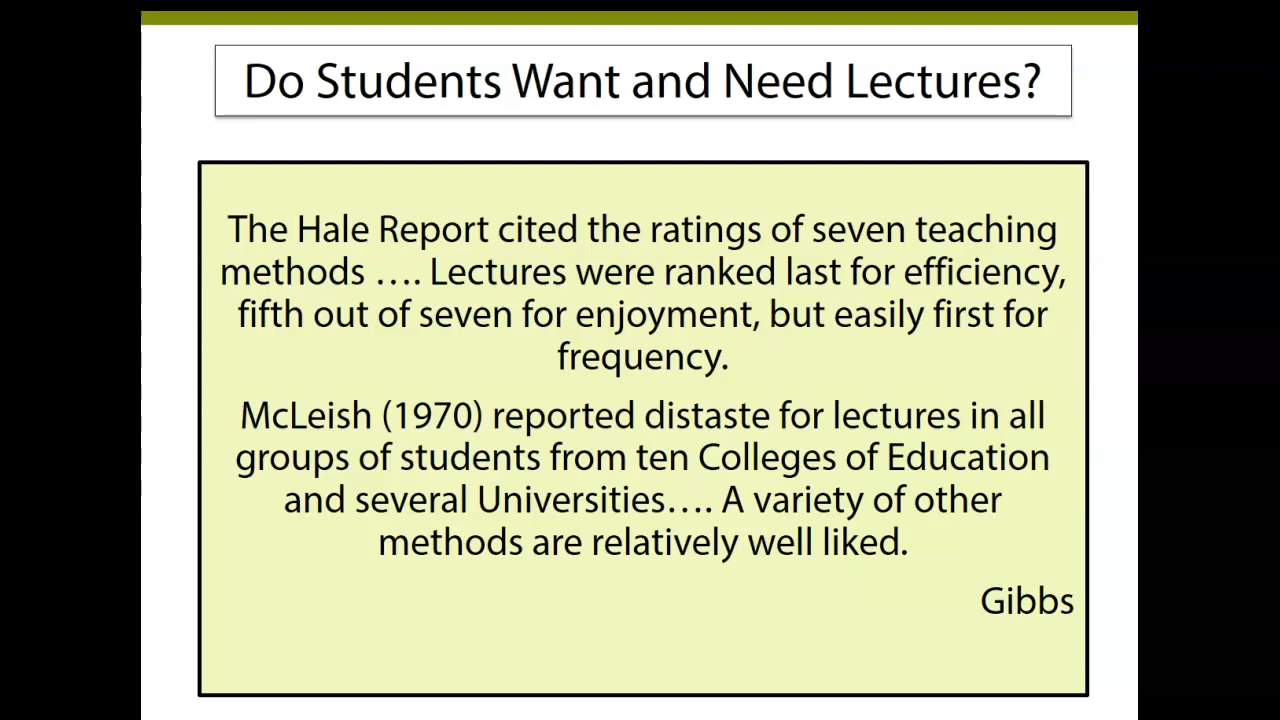 Do Students Want and Need Lectures?
The Hale Report cited the ratings of seven teaching
methods …. Lectures were ranked last for efficiency,
fifth out of seven for enjoyment, but easily first for
frequency.
McLeish (1970) reported distaste for lectures in all
groups of students from ten Colleges of Education
and several Universities…. A variety of other
methods are relatively well liked.
Gibbs